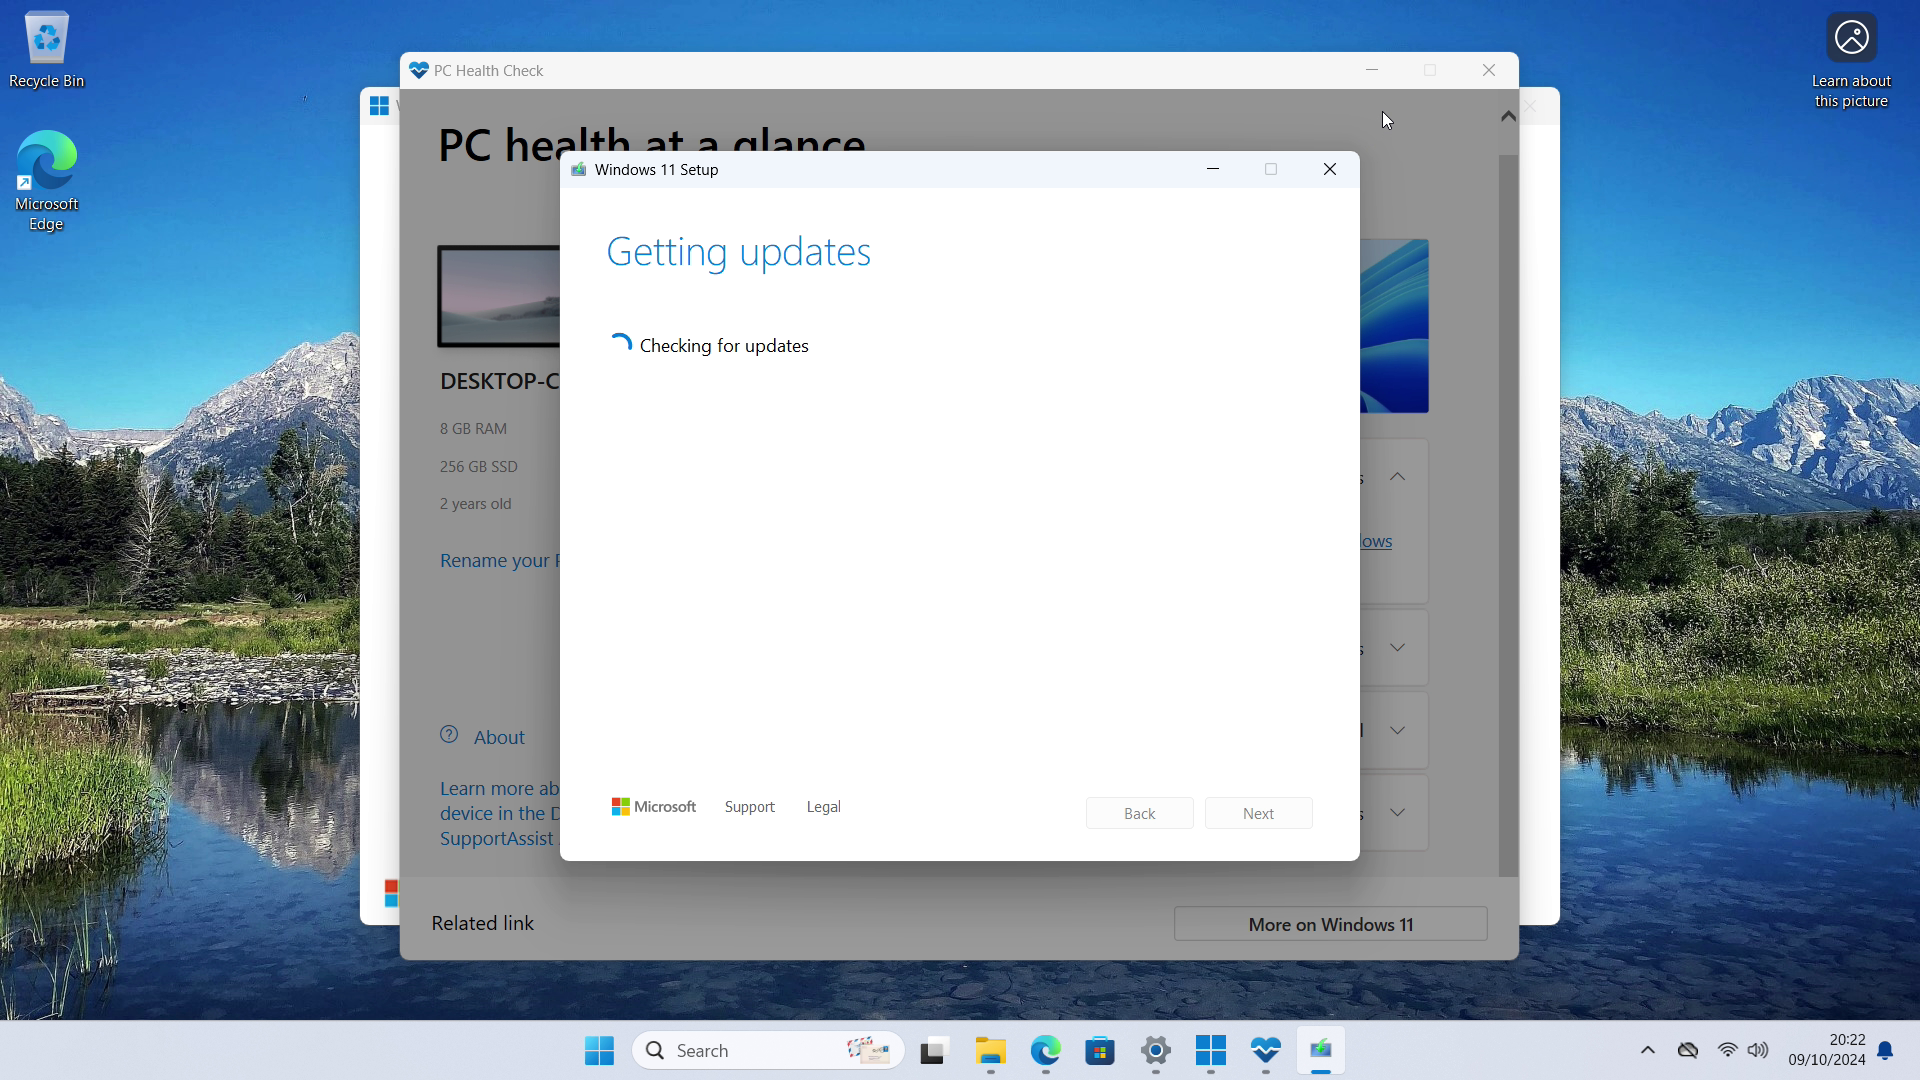 Recycle Bin
Microsoft
Edge
Learn about
this picture
PC Health Check
PC health at a glance
DESKTOP-C
8 GB RAM
256 GB SSD
2 years old
Rename your
About
Learn more ab
device in the D
SupportAssist
Windows 11 Setup
Getting updates
Checking for updates
Microsoft Support Legal
Back Next
lows
Related link
More on Windows 11
Search
20:22
09/10/2024